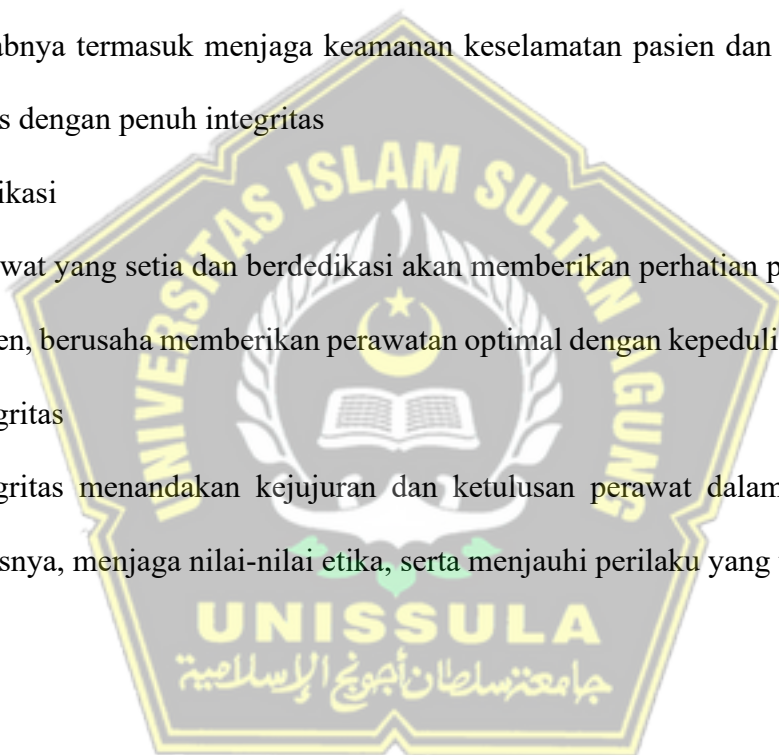 abnya termasuk menjaga keamanan keselamatan pasien dan
s dengan penuh integritas
ikasi
wat yang setia dan berdedikasi akan memberikan perhatian p
en, berusaha memberikan perawatan optimal dengan kepeduli
gritas
gritas menandakan kejujuran dan ketulusan perawat dalam
snya, menjaga nilai-nilai etika, serta menjauhi perilaku yang
UNIVERSITAS ISLAM SULTAN AGUNG
UNISSULA
جامعتنسلطان أجونج الإسلامية